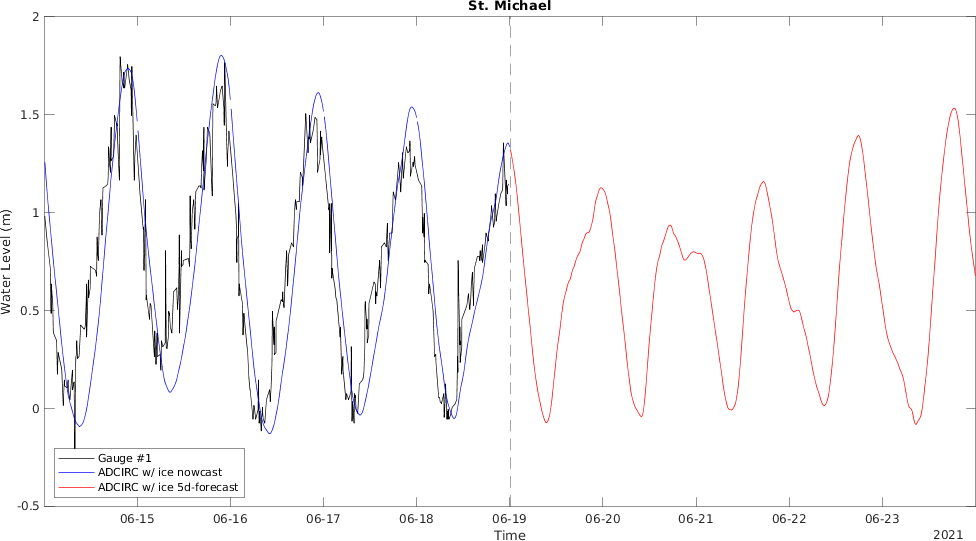 St. Michael
2
1.5
1
0.5
0
-0.5
Water Level (m)
Gauge #1
ADCIRC w/ ice nowcast
ADCIRC w/ ice 5d-forecast
06-15 06-16 06-17 06-18 06-19 06-20 06-21 06-22 06-23
Time
2021